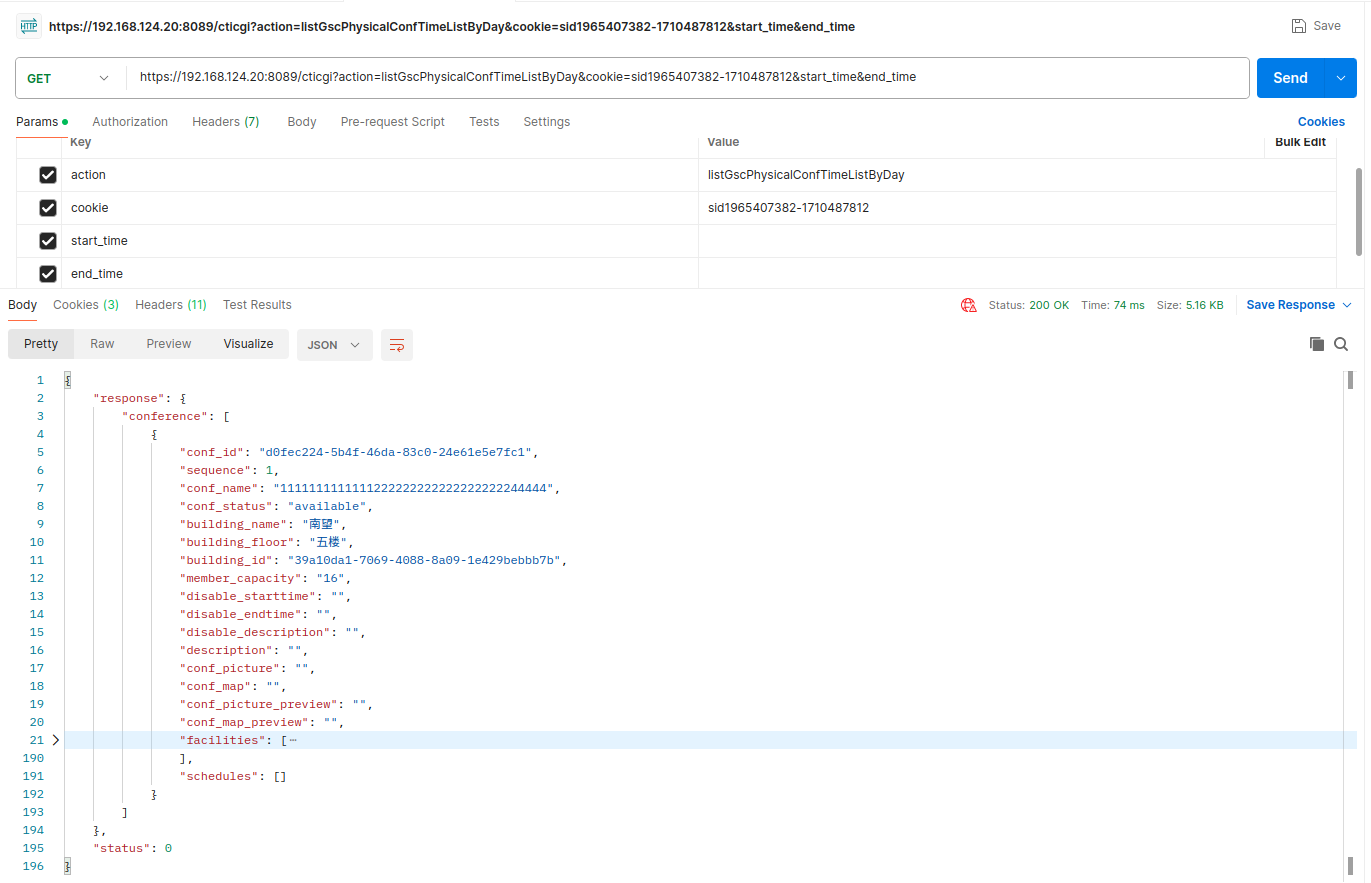 HTTP https://192.168.124.20:8089/cticgi?action=listGscPhysicalConfTimeListByDay&cookie=sid1965407382-1710487812&start_time&end_time Save
GET https://192.168.124.20:8089/cticgi?action=listGscPhysicalConfTimeListByDay&cookie=sid1965407382-1710487812&start_time&end_time Send
Params Authorization Headers (7) Body Pre-request Script Tests Settings Cookies
Key Value Bulk Edit
action listGscPhysicalConfTimeListByDay
cookie sid1965407382-1710487812
start_time
end_time
Body Cookies (3) Headers (11) Test Results Status: 200 OK Time: 74 ms Size: 5.16 KB Save Response
Pretty Raw Preview Visualize JSON
1 {
2 "response": {
3 "conference": [
4 {
5 "conf_id": "d0fec224-5b4f-46da-83c0-24e61e5e7fc1",
6 "sequence": 1,
7 "conf_name": "1111111111111122222222222222222244444",
8 "conf_status": "available",
9 "building_name": "南望",
10 "building_floor": "五楼",
11 "building_id": "39a10da1-7069-4088-8a09-1e429bebbb7b",
12 "member_capacity": "16",
13 "disable_starttime": "",
14 "disable_endtime": "",
15 "disable_description": "",
16 "description": "",
17 "conf_picture": "",
18 "conf_map": "",
19 "conf_picture_preview": "",
20 "conf_map_preview": "",
21 "facilities": [⋯
190 ],
191 "schedules": []
192 }
193 ]
194 },
195 "status": 0
196 }